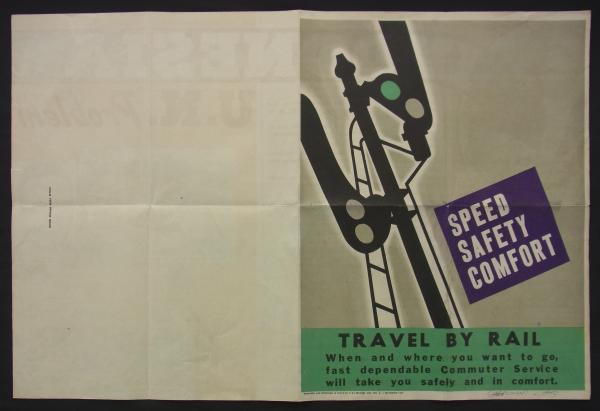 SPEED
SAFETY
COMFORT
TRAVEL BY RAIL
When and where you want to go,
fast dependable Commuter Service
will take you safely and in comfort.